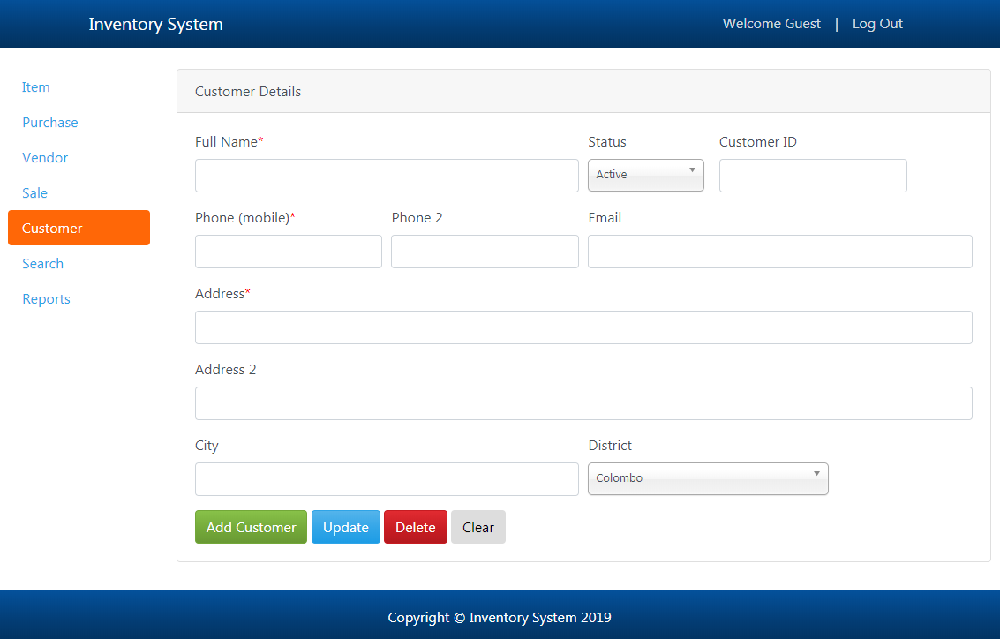 Inventory System
Welcome Guest | Log Out
Item
Purchase
Vendor
Sale
Customer
Search
Reports
Customer Details
Full Name*
Status
Customer ID
Active
Phone (mobile)*
Phone 2
Email
Address*
Address 2
City
District
Colombo
Add Customer
Update
Delete
Clear
Copyright © Inventory System 2019